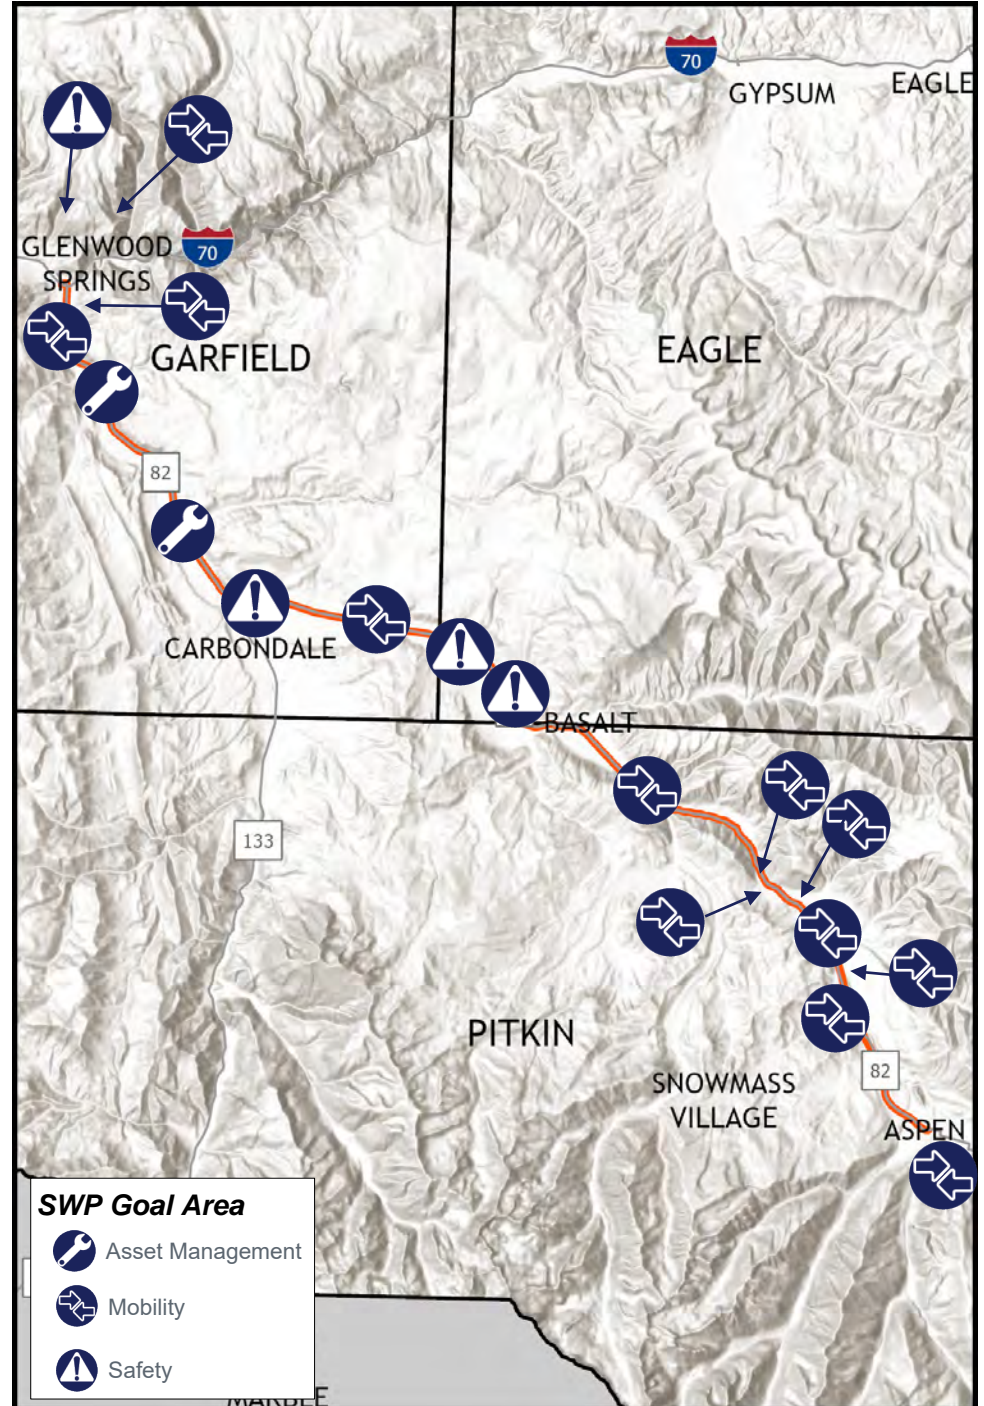 70
GYPSUM
EAGLE
GLENWOOD
SPRINGS
70
GARFIELD
EAGLE
82
CARBONDALE
BASALT
133
PITKIN
SNOWMASS
VILLAGE
82
ASPEN
SWP Goal Area
Asset Management
Mobility
Safety
MARBLE